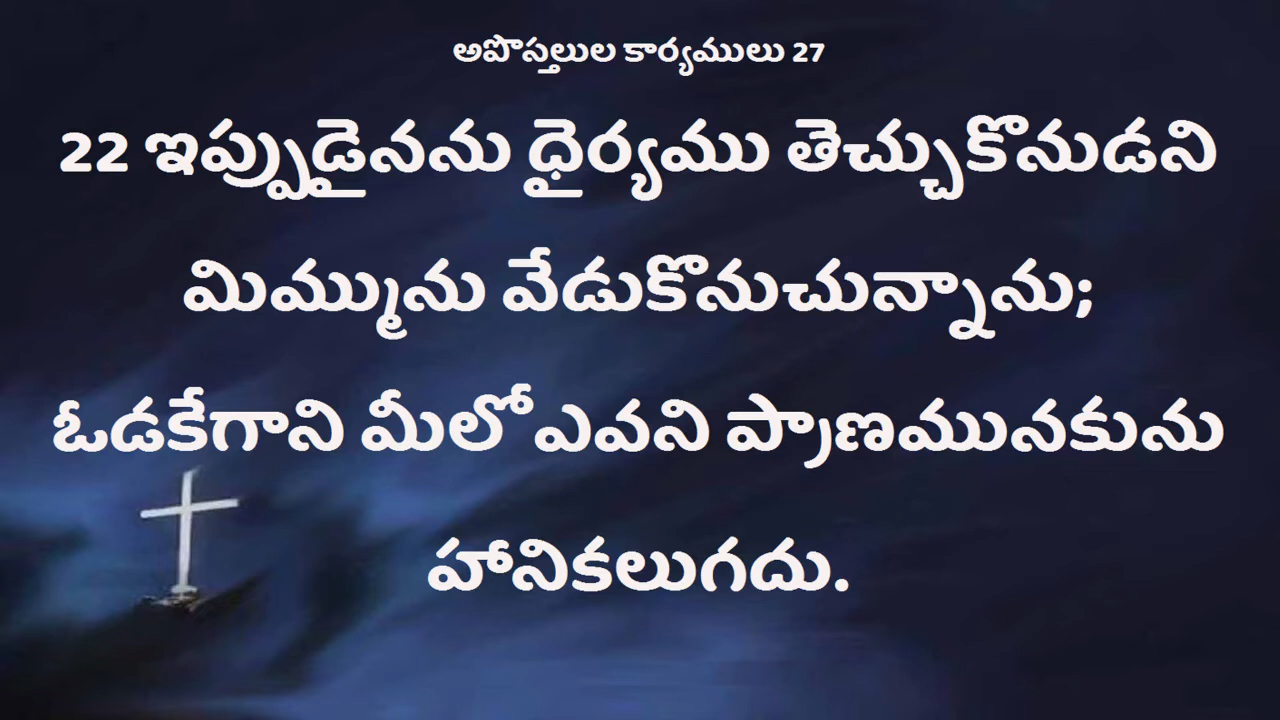 అపొస్తలుల కార్యములు 27
22 ఇప్పుడైనను ధైర్యము తెచ్చుకొనుడని
మిమ్మును వేడుకొనుచున్నాను;
ఓడకేగాని మీలో ఎవని ప్రాణమునకును
హానికలుగదు.